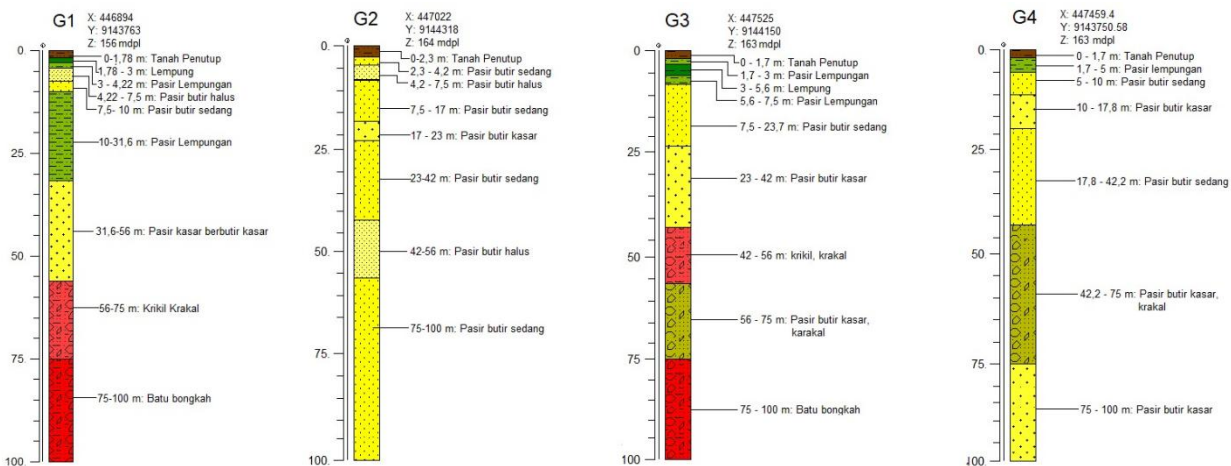 G1
X: 446894
Y: 9143763
Z: 156 mdpl
0
25
50
75
100
0-1,78 m: Tanah Penutup
1,78 - 3 m: Lempung
3 - 4,22 m: Pasir Lempungan
4,22 - 7,5 m: Pasir butir halus
7,5- 10 m: Pasir butir sedang
10-31,6 m: Pasir Lempungan
31,6-56 m: Pasir kasar berbutir kasar
56-75 m: Krikil Krakal
75-100 m: Batu bongkah
G2
X: 447022
Y: 9144318
Z: 164 mdpl
0
25
50
75
100
0-2,3 m: Tanah Penutup
2,3 - 4,2 m: Pasir butir sedang
4,2 - 7,5 m: Pasir butir halus
7,5 - 17 m: Pasir butir sedang
17 - 23 m: Pasir butir kasar
23-42 m: Pasir butir sedang
42-56 m: Pasir butir halus
75-100 m: Pasir butir sedang
G3
X: 447525
Y: 9144150
Z: 163 mdpl
0
25
50
75
100
0 - 1,7 m: Tanah Penutup
1,7 - 3 m: Pasir Lempungan
3 - 5,6 m: Lempung
5,6 - 7,5 m: Pasir Lempungan
7,5 - 23,7 m: Pasir butir sedang
23 - 42 m: Pasir butir kasar
42 - 56 m: krikil, krakal
56 - 75 m: Pasir butir kasar,
karakal
75 - 100 m: Batu bongkah
G4
X: 447459.4
Y: 9143750.58
Z: 163 mdpl
0
25
50
75
100
0 - 1,7 m: Tanah Penutup
1,7 - 5 m: Pasir lempungan
5 - 10 m: Pasir butir sedang
10 - 17,8 m: Pasir butir kasar
17,8 - 42,2 m: Pasir butir sedang
42,2 - 75 m: Pasir butir kasar,
krakal
75 - 100 m: Pasir butir kasar